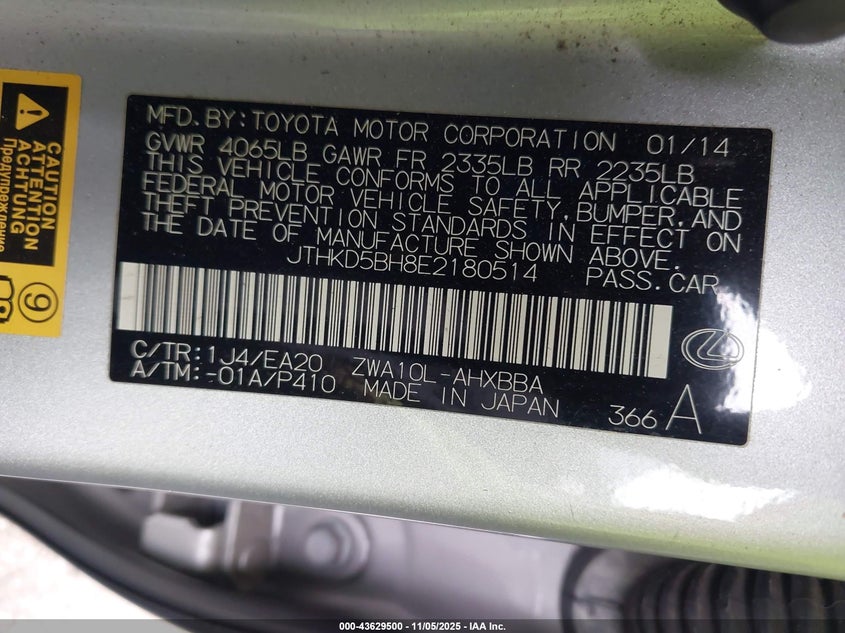 CAUTION
ATTENTION
ACHTUNG
Предупреждение
9
MFD.BY:TOYOTA MOTOR CORPORATION 01/14
GVWR 4065LB GAWR FR 2335LB RR 2235LB
THIS VEHICLE CONFORMS TO ALL APPLICABLE
FEDERAL MOTOR VEHICLE SAFETY,BUMPER,AND
THEFT PREVENTION STANDARDS IN EFFECT ON
THE DATE OF MANUFACTURE SHOWN ABOVE.
JTHKD5BH8E2180514 PASS.CAR
C/TR:1J4/EA20 ZWA10L-AHXBBA
A/TM:-01A/P410 MADE IN JAPAN 366 A
000-43629500 - 11/05/2025 - IAA Inc.